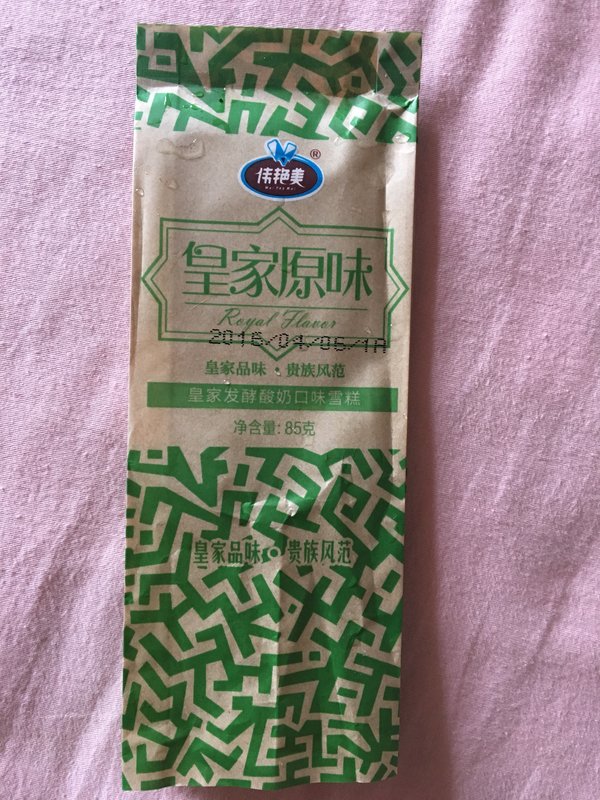 伟艳美
Wei Yan Mei
®
皇家原味
Royal Flavor
2016/04/06/1A
皇家品味·贵族风范
皇家发酵酸奶口味雪糕
净含量:85克
皇家品味 贵族风范